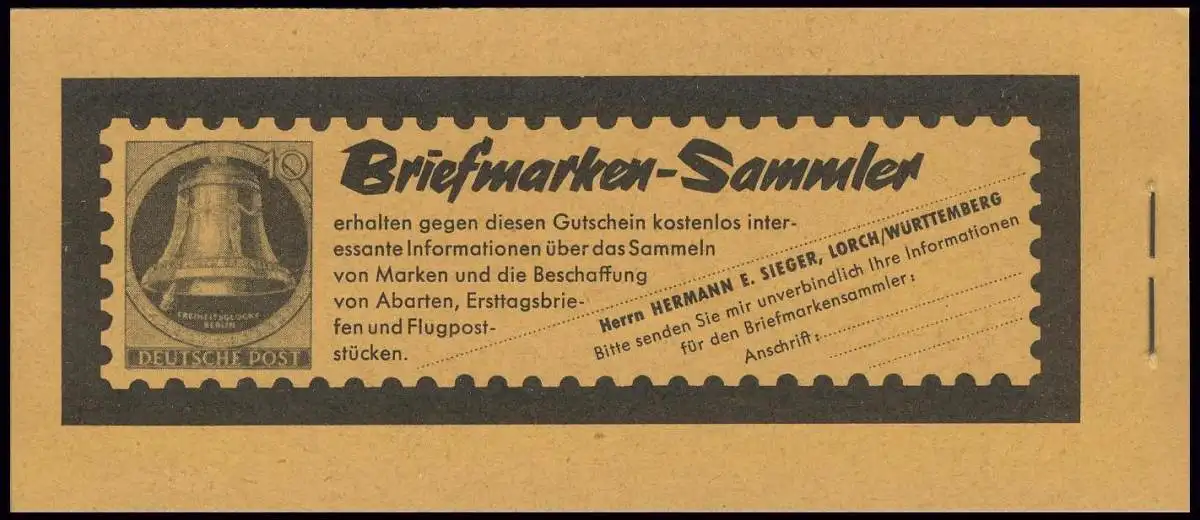 10
FREIHEITSGLOCKE
BERLIN
DEUTSCHE POST
Briefmarken-Sammler
erhalten gegen diesen Gutschein kostenlos inter-
essante Informationen über das Sammeln
von Marken und die Beschaffung
von Abarten, Ersttagsbrie-
fen und Flugpost-
stücken.
Herrn HERMANN E. SIEGER, LORCH/WURTTEMBERG
Bitte senden Sie mir unverbindlich Ihre Informationen
für den Briefmarkensammler:
Anschrift: